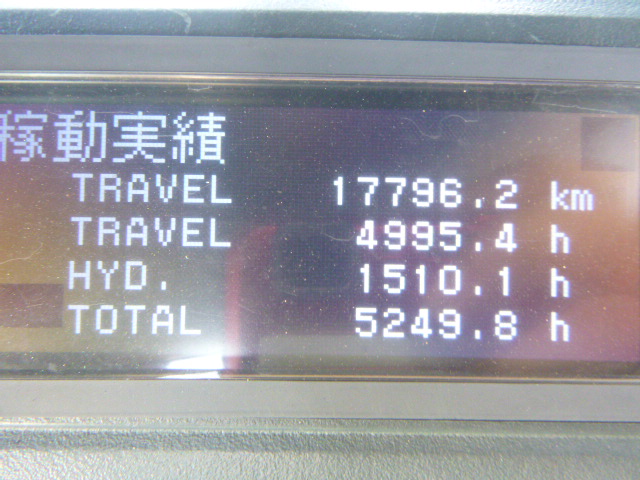 稼動実績
TRAVEL 17796.2 km
TRAVEL 4995.4 h
HYD. 1510.1 h
TOTAL 5249.8 h